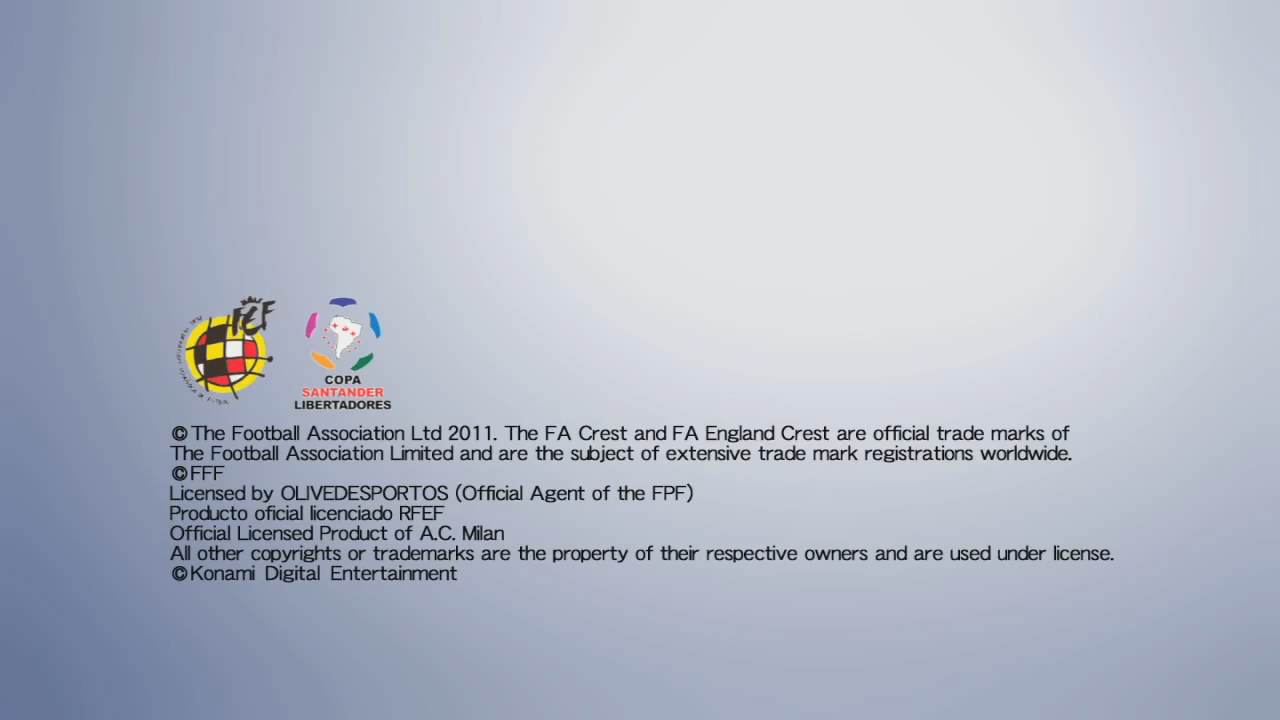 COPA
SANTANDER
LIBERTADORES
© The Football Association Ltd 2011. The FA Crest and FA England Crest are official trade marks of
The Football Association Limited and are the subject of extensive trade mark registrations worldwide.
©FFF
Licensed by OLIVEDESPORTOS (Official Agent of the FPF)
Producto oficial licenciado RFEF
Official Licensed Product of A.C. Milan
All other copyrights or trademarks are the property of their respective owners and are used under license.
©Konami Digital Entertainment